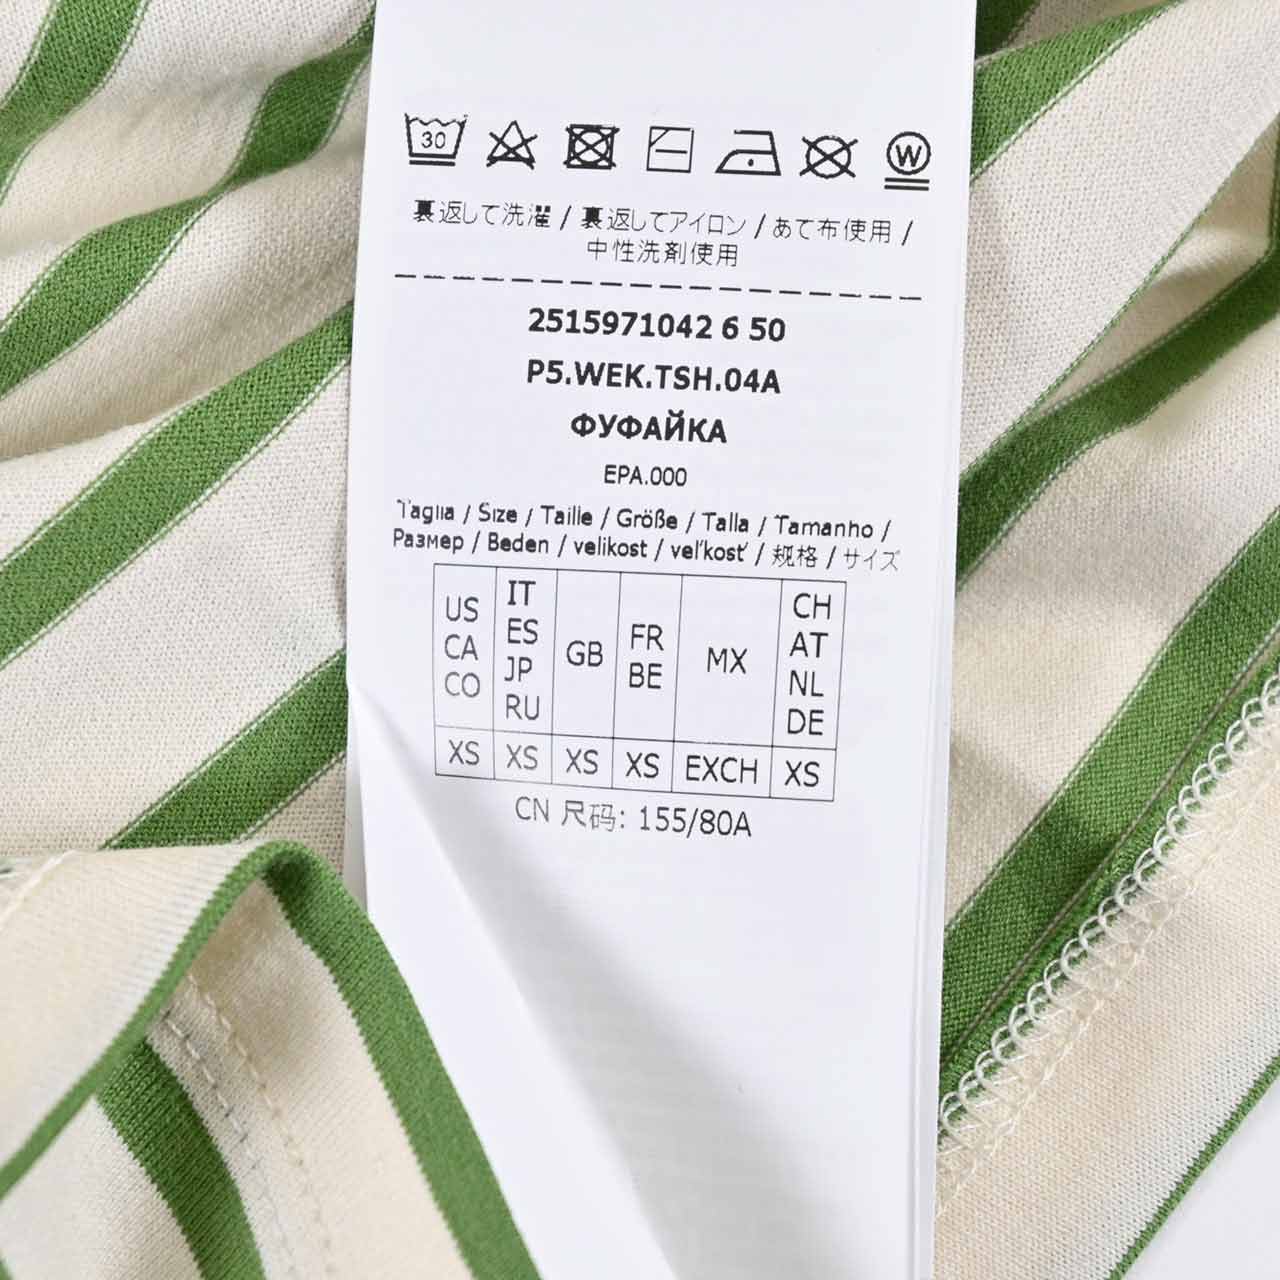 30
W
裏返して洗濯 / 裏返してアイロン / あて布使用 /
中性洗剤使用
2515971042 6 50
P5.WEK.TSH.04A
ФУФАЙКА
EPA.000
Taglia / Size / Taille / Größe / Talla / Tamanho /
Размер / Beden / velikost / veľkosť / 规格 / サイズ
US CA CO
IT ES JP RU
GB
FR BE
MX
CH AT NL DE
XS XS XS XS EXCH XS
CN 尺码: 155/80A